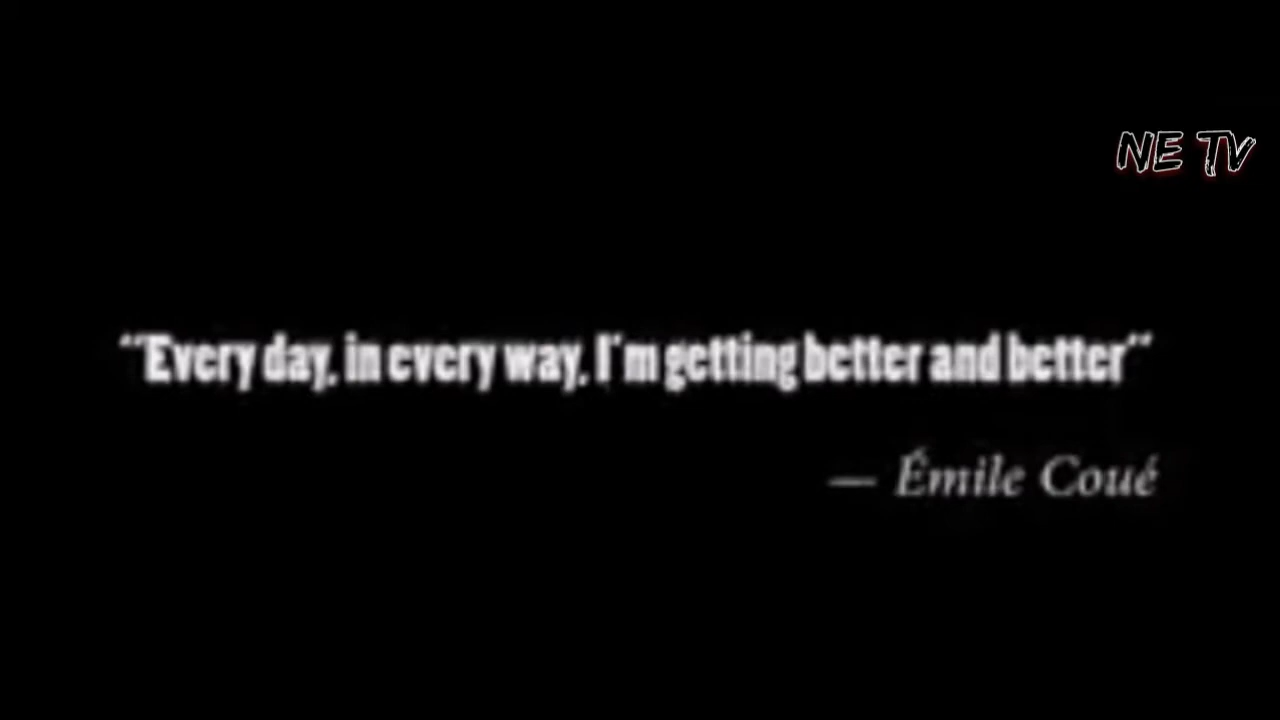 NE TV
“Every day, in every way, I'm getting better and better”
— Émile Coué